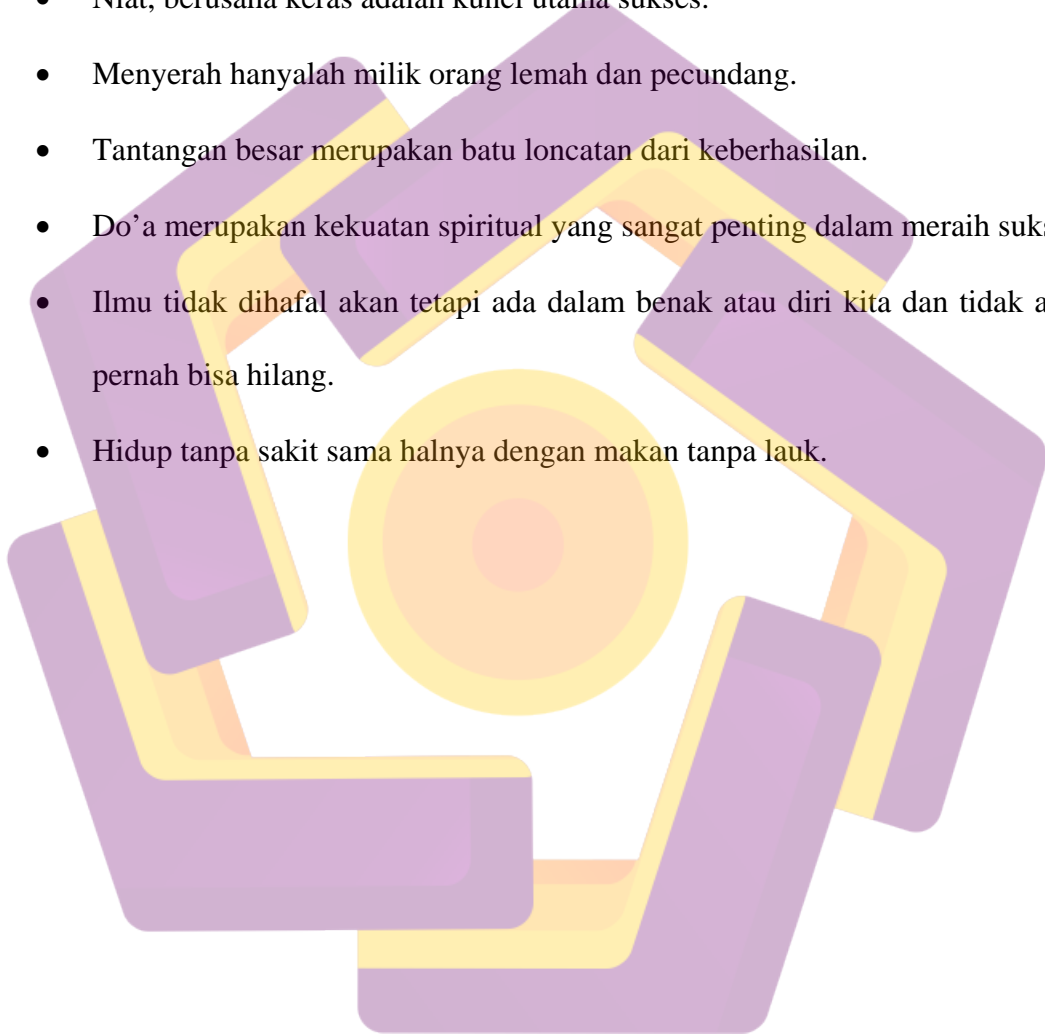 • Niat, berusaha keras adalah kunci utama sukses.
• Menyerah hanyalah milik orang lemah dan pecundang.
• Tantangan besar merupakan batu loncatan dari keberhasilan.
• Do’a merupakan kekuatan spiritual yang sangat penting dalam meraih suks
• Ilmu tidak dihafal akan tetapi ada dalam benak atau diri kita dan tidak a
pernah bisa hilang.
• Hidup tanpa sakit sama halnya dengan makan tanpa lauk.